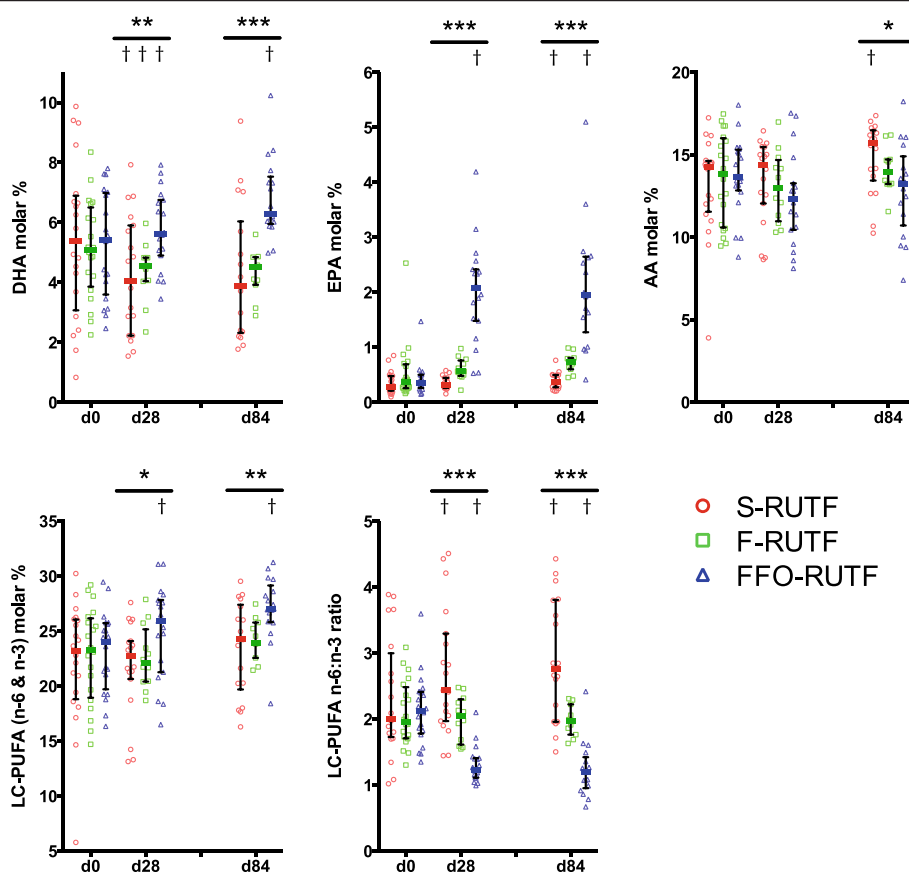 ** ***
† † † †
DHA molar %
10
8
6
4
2
0
d0 d28 d84
*** ***
† † †
EPA molar %
6
5
4
3
2
1
0
d0 d28 d84
*
†
AA molar %
20
15
10
5
0
d0 d28 d84
* **
† †
LC-PUFA (n-6 & n-3) molar %
35
30
25
20
15
10
5
d0 d28 d84
*** ***
† † † †
LC-PUFA n-6:n-3 ratio
5
4
3
2
1
0
d0 d28 d84
S-RUTF
F-RUTF
FFO-RUTF